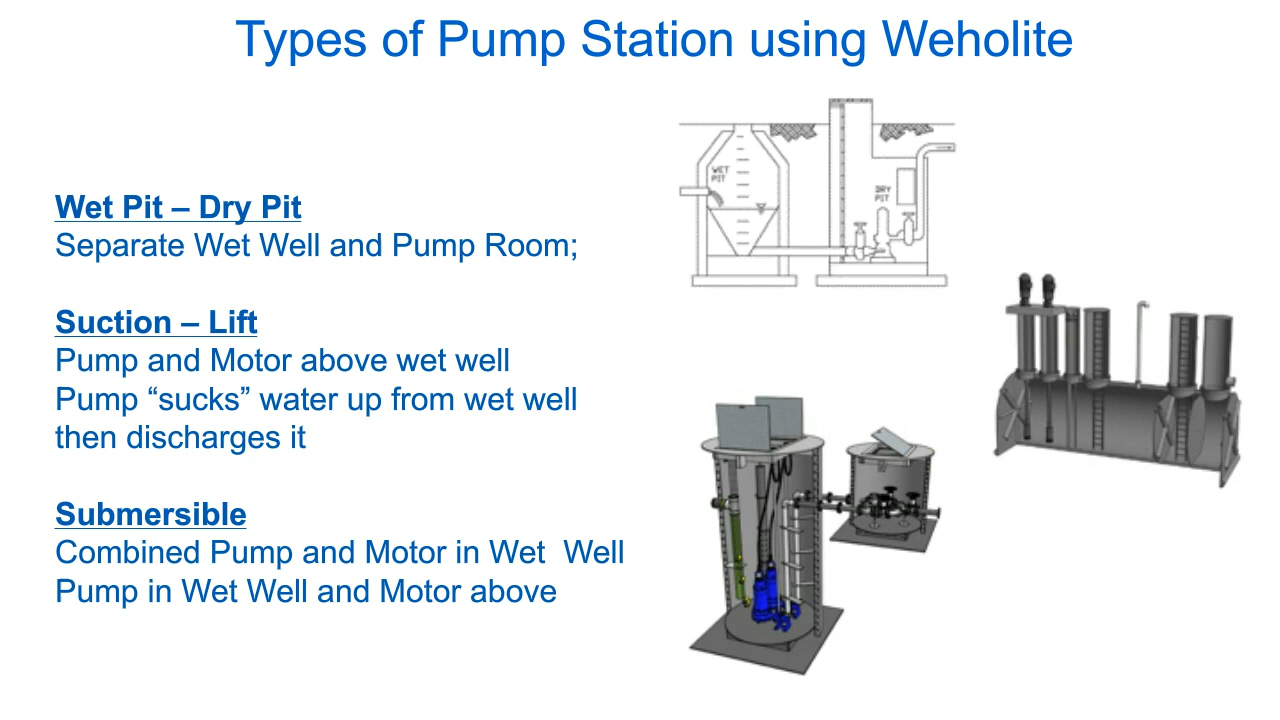 Types of Pump Station using Weholite
WET
PIT
DRY
PIT
Wet Pit – Dry Pit
Separate Wet Well and Pump Room;
Suction – Lift
Pump and Motor above wet well
Pump “sucks” water up from wet well
then discharges it
Submersible
Combined Pump and Motor in Wet  Well
Pump in Wet Well and Motor above